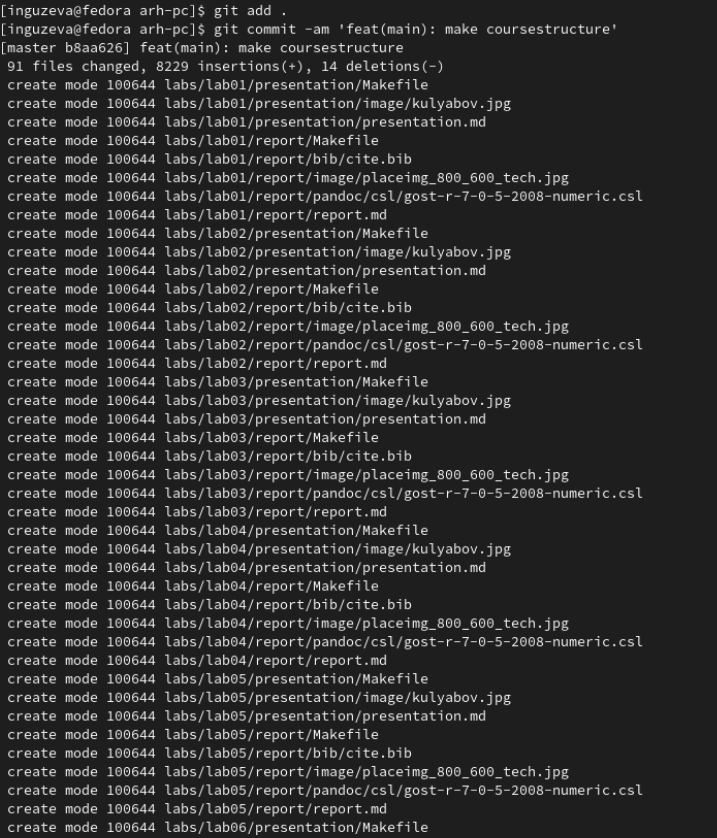 [inguzeva@fedora arh-pc]$ git add .
[inguzeva@fedora arh-pc]$ git commit -am 'feat(main): make coursestructure'
[master b8aa626] feat(main): make coursestructure
 91 files changed, 8229 insertions(+), 14 deletions(-)
 create mode 100644 labs/lab01/presentation/Makefile
 create mode 100644 labs/lab01/presentation/image/kulyabov.jpg
 create mode 100644 labs/lab01/presentation/presentation.md
 create mode 100644 labs/lab01/report/Makefile
 create mode 100644 labs/lab01/report/bib/cite.bib
 create mode 100644 labs/lab01/report/image/placeimg_800_600_tech.jpg
 create mode 100644 labs/lab01/report/pandoc/csl/gost-r-7-0-5-2008-numeric.csl
 create mode 100644 labs/lab01/report/report.md
 create mode 100644 labs/lab02/presentation/Makefile
 create mode 100644 labs/lab02/presentation/image/kulyabov.jpg
 create mode 100644 labs/lab02/presentation/presentation.md
 create mode 100644 labs/lab02/report/Makefile
 create mode 100644 labs/lab02/report/bib/cite.bib
 create mode 100644 labs/lab02/report/image/placeimg_800_600_tech.jpg
 create mode 100644 labs/lab02/report/pandoc/csl/gost-r-7-0-5-2008-numeric.csl
 create mode 100644 labs/lab02/report/report.md
 create mode 100644 labs/lab03/presentation/Makefile
 create mode 100644 labs/lab03/presentation/image/kulyabov.jpg
 create mode 100644 labs/lab03/presentation/presentation.md
 create mode 100644 labs/lab03/report/Makefile
 create mode 100644 labs/lab03/report/bib/cite.bib
 create mode 100644 labs/lab03/report/image/placeimg_800_600_tech.jpg
 create mode 100644 labs/lab03/report/pandoc/csl/gost-r-7-0-5-2008-numeric.csl
 create mode 100644 labs/lab03/report/report.md
 create mode 100644 labs/lab04/presentation/Makefile
 create mode 100644 labs/lab04/presentation/image/kulyabov.jpg
 create mode 100644 labs/lab04/presentation/presentation.md
 create mode 100644 labs/lab04/report/Makefile
 create mode 100644 labs/lab04/report/bib/cite.bib
 create mode 100644 labs/lab04/report/image/placeimg_800_600_tech.jpg
 create mode 100644 labs/lab04/report/pandoc/csl/gost-r-7-0-5-2008-numeric.csl
 create mode 100644 labs/lab04/report/report.md
 create mode 100644 labs/lab05/presentation/Makefile
 create mode 100644 labs/lab05/presentation/image/kulyabov.jpg
 create mode 100644 labs/lab05/presentation/presentation.md
 create mode 100644 labs/lab05/report/Makefile
 create mode 100644 labs/lab05/report/bib/cite.bib
 create mode 100644 labs/lab05/report/image/placeimg_800_600_tech.jpg
 create mode 100644 labs/lab05/report/pandoc/csl/gost-r-7-0-5-2008-numeric.csl
 create mode 100644 labs/lab05/report/report.md
 create mode 100644 labs/lab06/presentation/Makefile